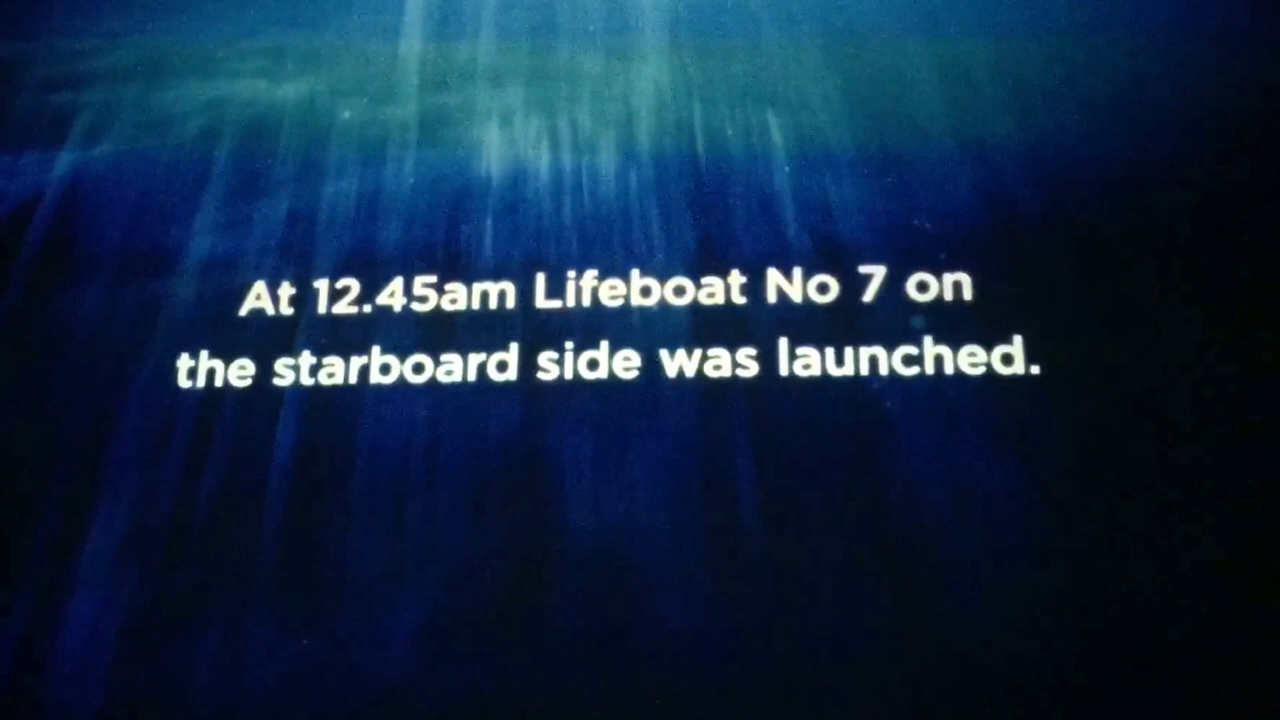 At 12.45am Lifeboat No 7 on
the starboard side was launched.